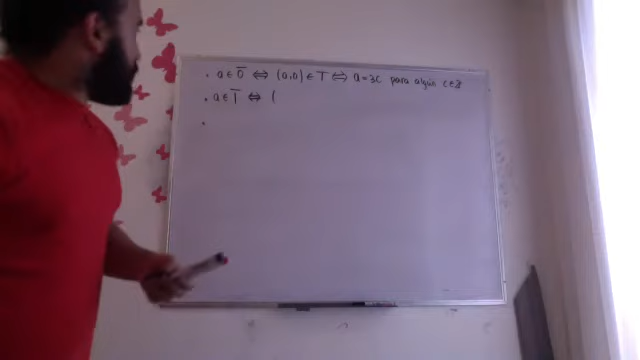 . a ∈ 0̅ ⇔ (a,0) ∈ T ⇔ a = 3c para algún c ∈ ℤ
. a ∈ 1̅ ⇔ (
.